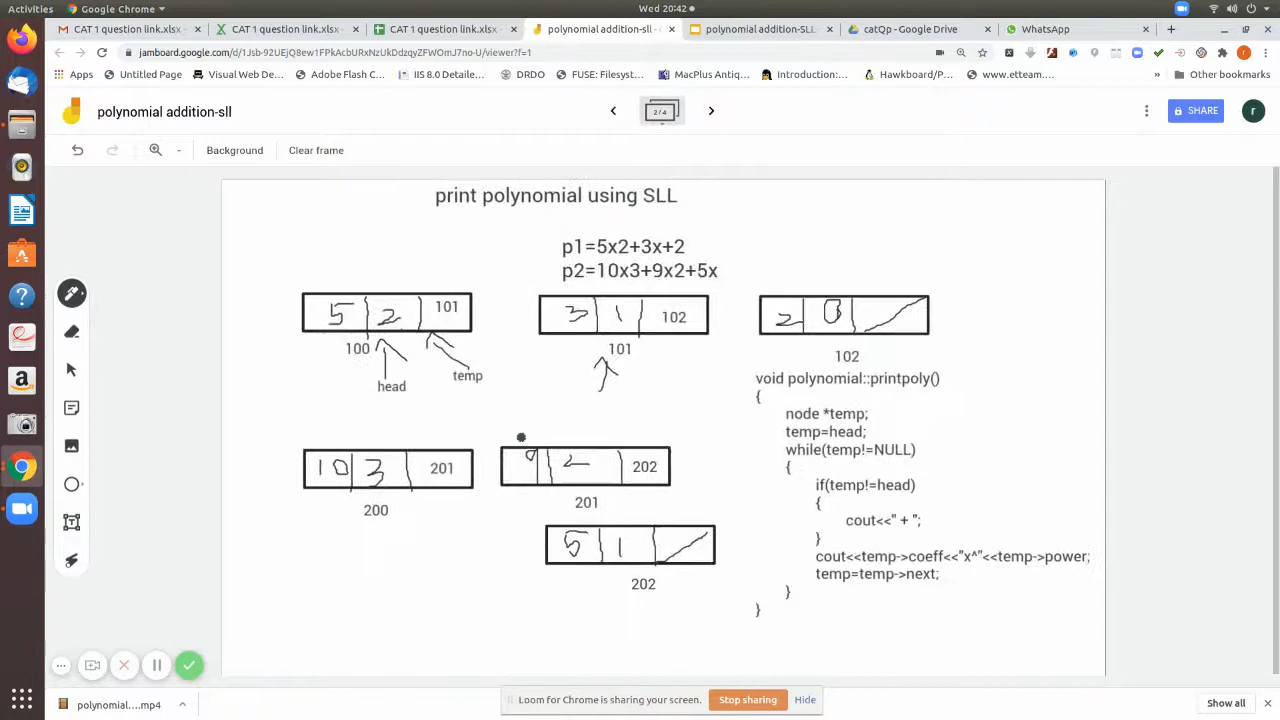 Activities
Google Chrome
Wed 20:42
CAT 1 question link.xlsx
CAT 1 question link.xlsx
CAT 1 question link.xlsx
polynomial addition-sll
polynomial addition-SLL
catQp - Google Drive
WhatsApp
jamboard.google.com/d/1Jsb-92UEjQ8ew1FPkAcbURxNzUkDdzqyZFWOmJ7no-U/viewer?f=1
Apps
Untitled Page
Visual Web De...
Adobe Flash C...
IIS 8.0 Detaile...
DRDO
FUSE: Filesyst...
MacPlus Antiq...
Introduction:...
Hawkboard/P...
www.etteam....
»
Other bookmarks
polynomial addition-sll
2/4
SHARE
r
Background
Clear frame
print polynomial using SLL
p1=5x2+3x+2
p2=10x3+9x2+5x
5 2 101
3 1 102
2 0
100
101
102
head
temp
void polynomial::printpoly()
{
node *temp;
temp=head;
while(temp!=NULL)
{
if(temp!=head)
{
cout<<" + ";
}
cout<<temp->coeff<<"x^"<<temp->power;
temp=temp->next;
}
}
10 3 201
9 2 202
200
201
5 1
202
Loom for Chrome is sharing your screen.
Stop sharing
Hide
polynomial....mp4
Show all